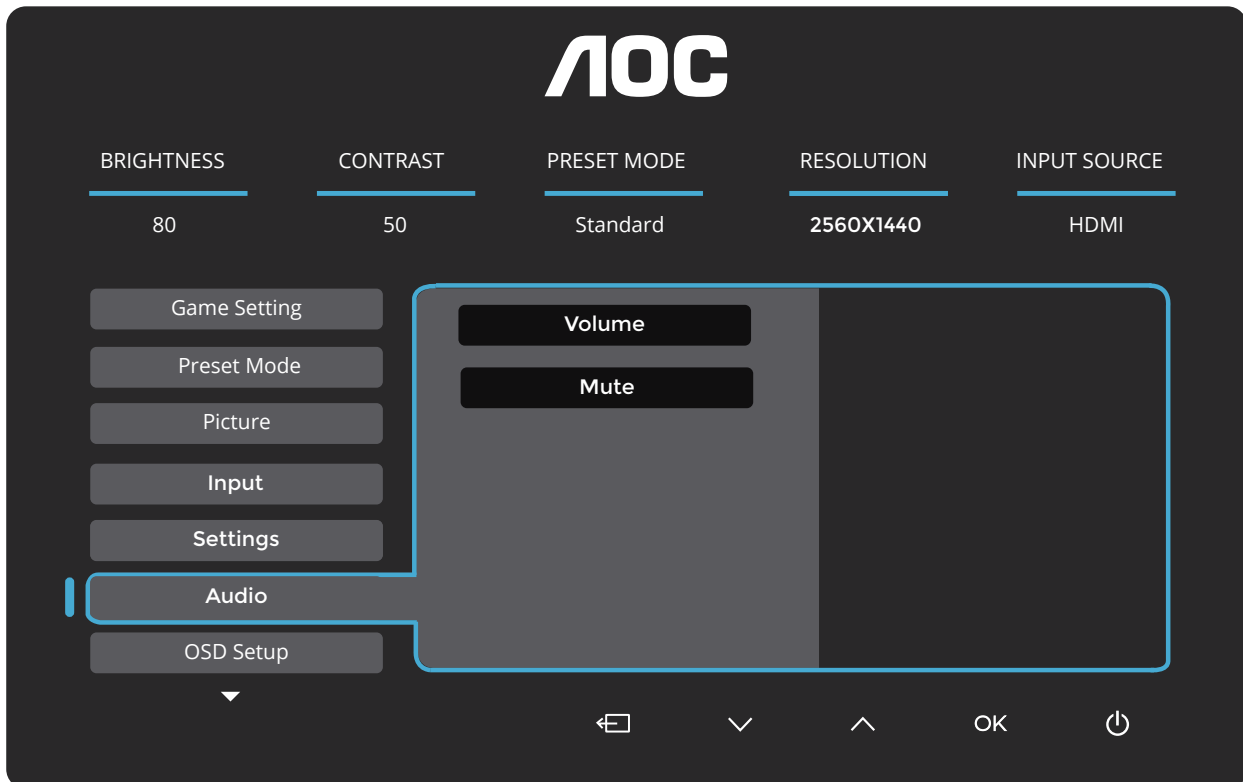 AOC
BRIGHTNESS CONTRAST PRESET MODE RESOLUTION INPUT SOURCE
80 50 Standard 2560X1440 HDMI
Game Setting
Volume
Preset Mode
Mute
Picture
Input
Settings
Audio
OSD Setup
OK